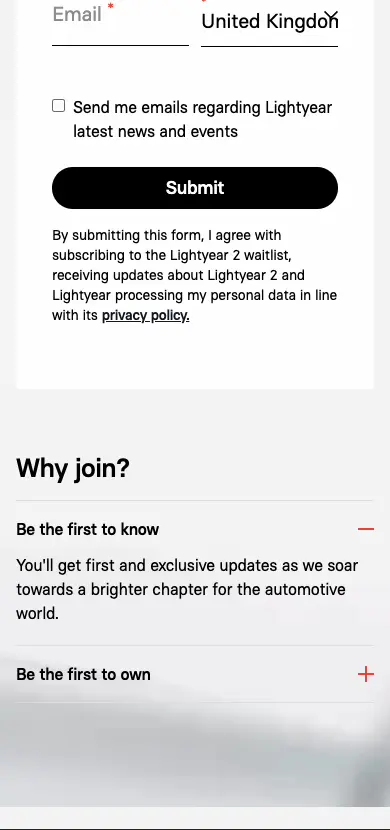 Email *
United Kingdon
Send me emails regarding Lightyear
latest news and events
Submit
By submitting this form, I agree with
subscribing to the Lightyear 2 waitlist,
receiving updates about Lightyear 2 and
Lightyear processing my personal data in line
with its privacy policy.
Why join?
Be the first to know
You'll get first and exclusive updates as we soar
towards a brighter chapter for the automotive
world.
Be the first to own